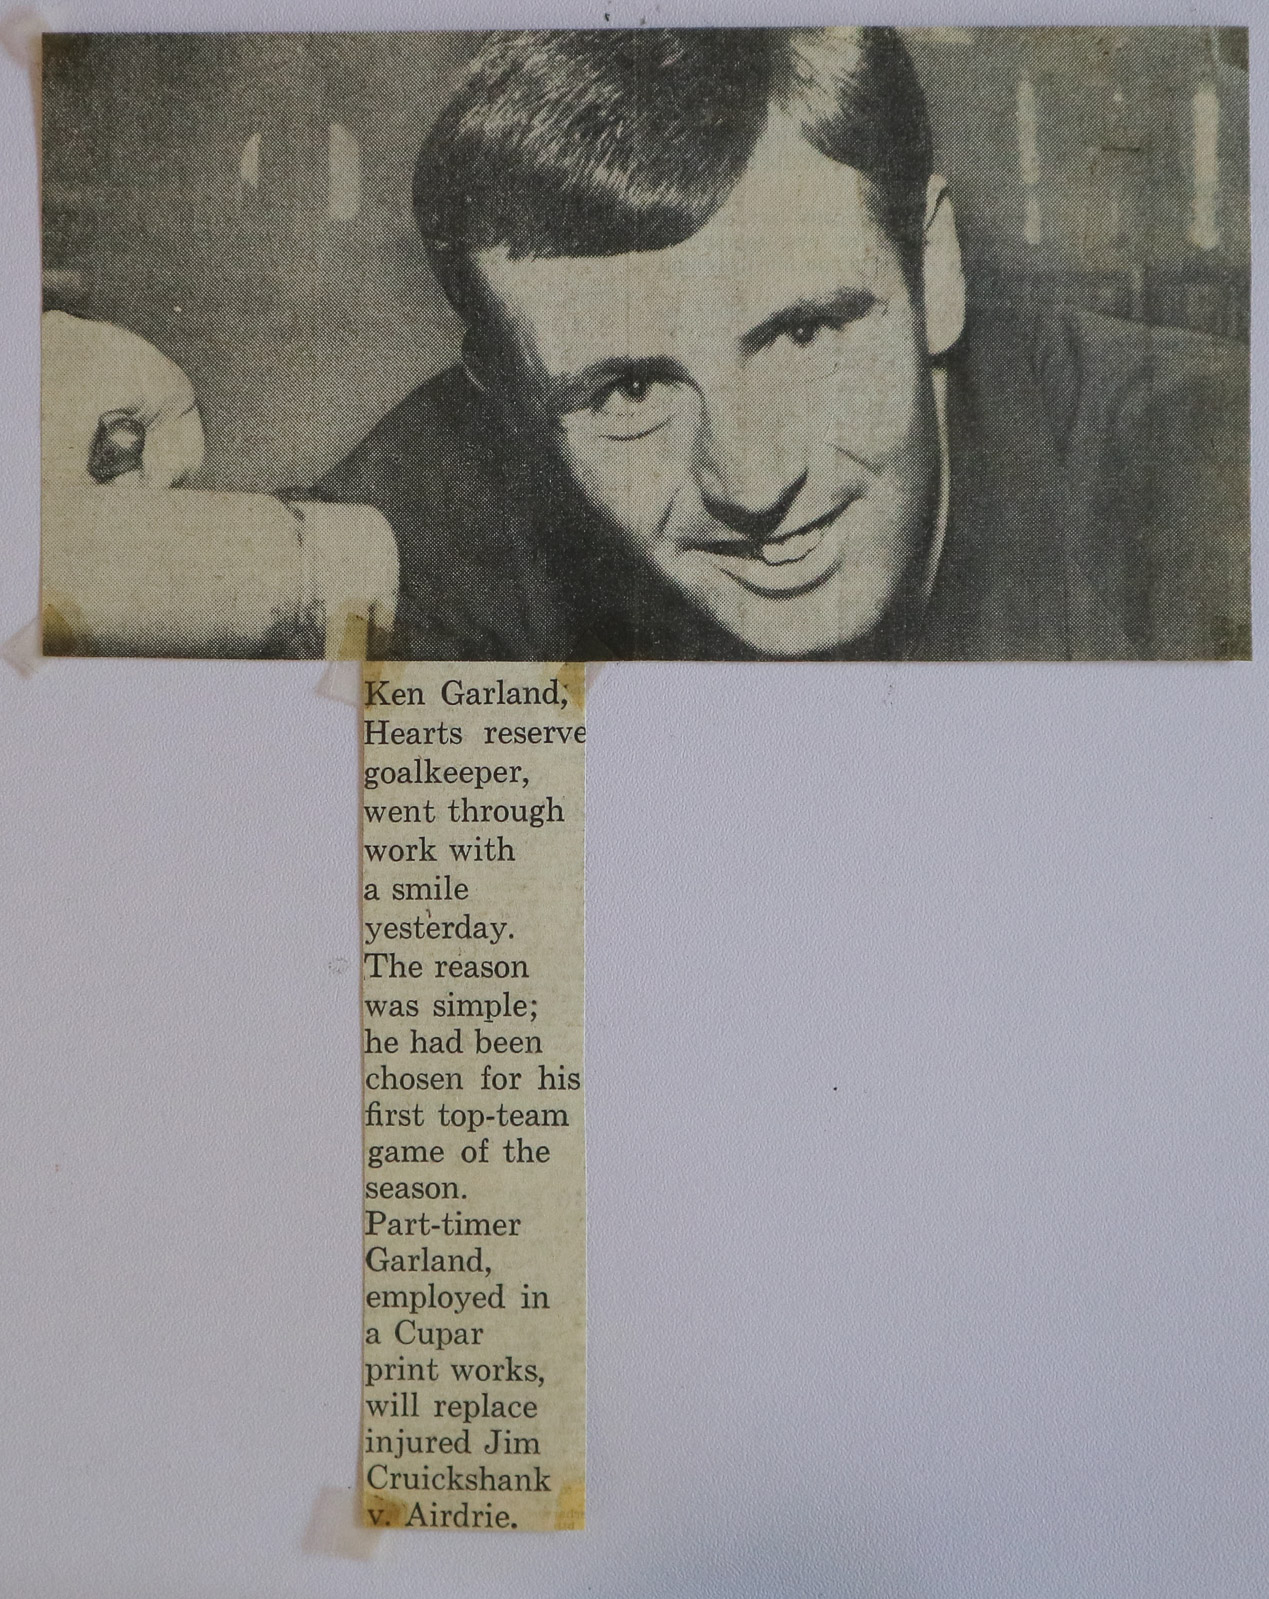 Ken Garland,
Hearts reserve
goalkeeper,
went through
work with
a smile
yesterday.
The reason
was simple;
he had been
chosen for his
first top-team
game of the
season.
Part-timer
Garland,
employed in
a Cupar
print works,
will replace
injured Jim
Cruickshank
v. Airdrie.